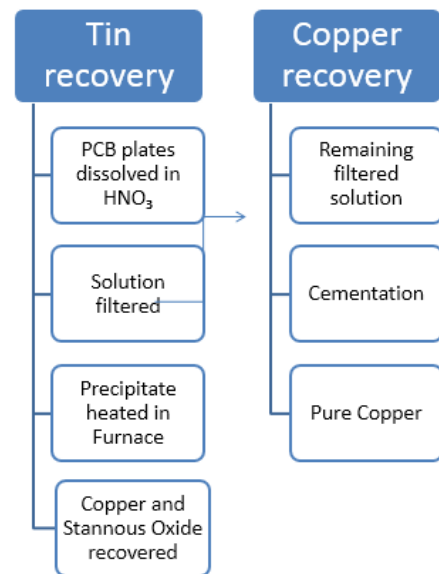 Tin
recovery
PCB plates
dissolved in
HNO₃
Solution
filtered
Precipitate
heated in
Furnace
Copper and
Stannous Oxide
recovered
Copper
recovery
Remaining
filtered
solution
Cementation
Pure Copper